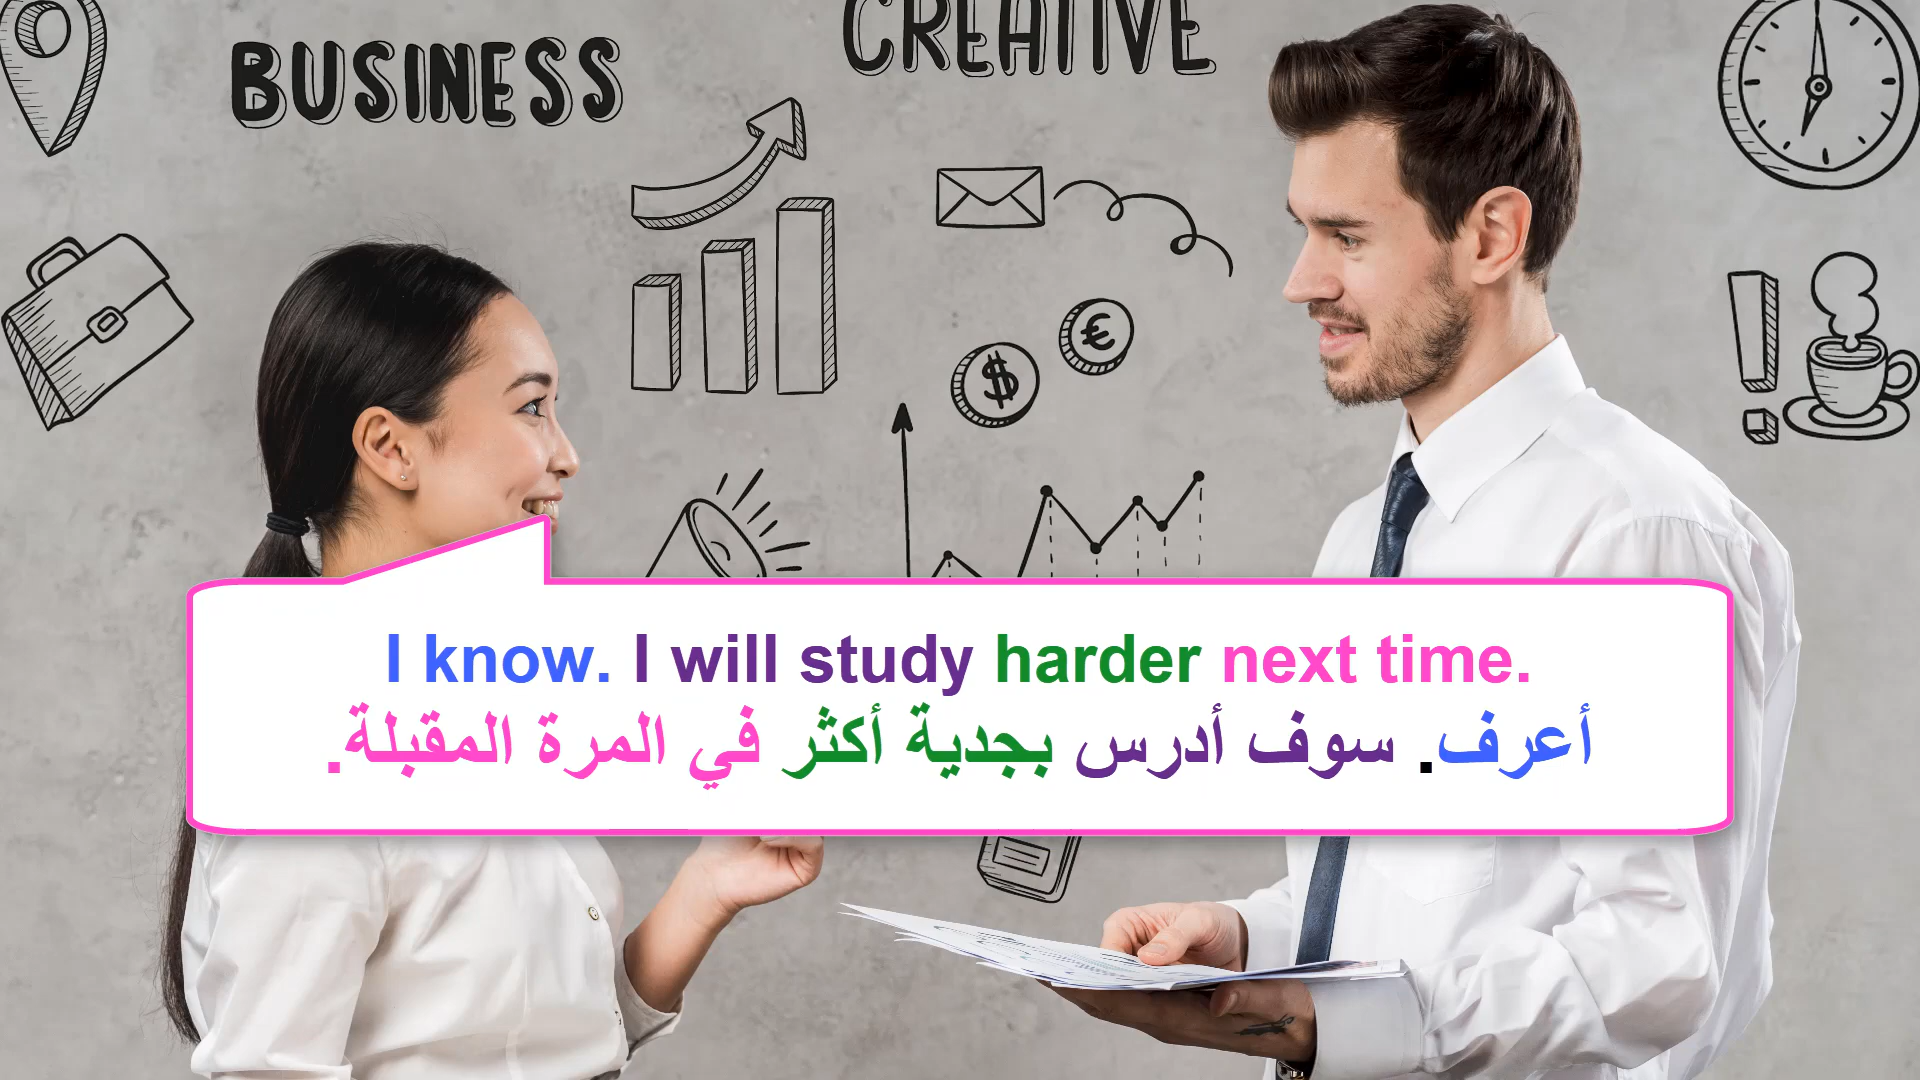 BUSINESS
CREATIVE
I know. I will study harder next time.
أعرف. سوف أدرس بجدية أكثر في المرة المقبلة.